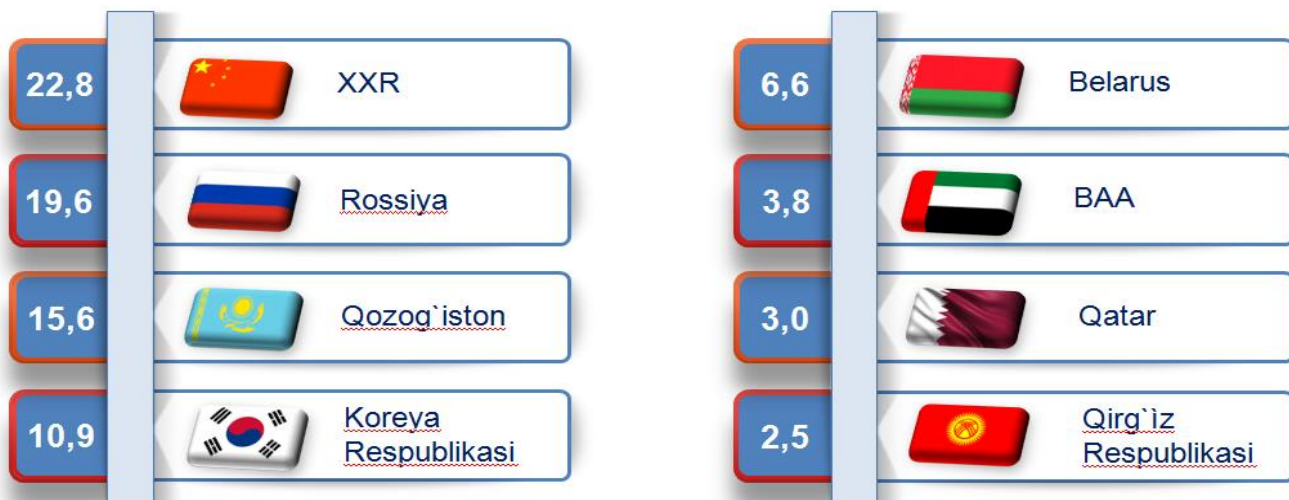 22,8 XXR
19,6 Rossiya
15,6 Qozog`iston
10,9 Koreya
Respublikasi
6,6 Belarus
3,8 BAA
3,0 Qatar
2,5 Qirg`ìz
Respublikasi